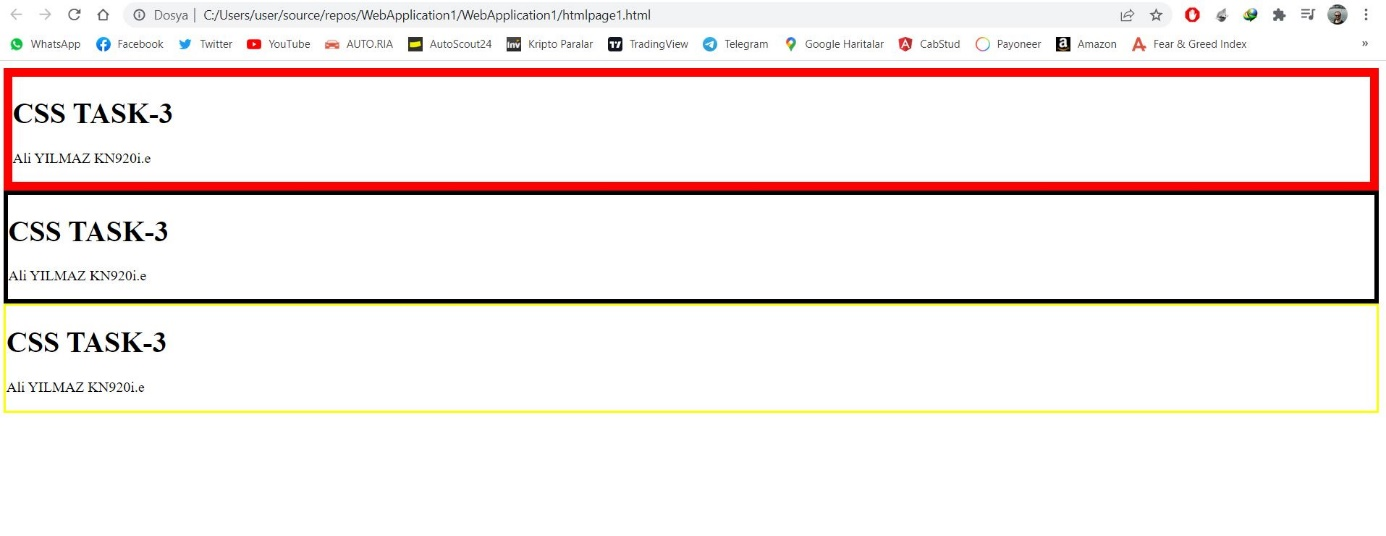 Dosya | C:/Users/user/source/repos/WebApplication1/WebApplication1/htmlpage1.html
WhatsApp Facebook Twitter YouTube AUTO.RIA AutoScout24 Inv Kripto Paralar TradingView Telegram Google Haritalar CabStud Payoneer Amazon Fear & Greed Index »
CSS TASK-3
Ali YILMAZ KN920i.e
CSS TASK-3
Ali YILMAZ KN920i.e
CSS TASK-3
Ali YILMAZ KN920i.e